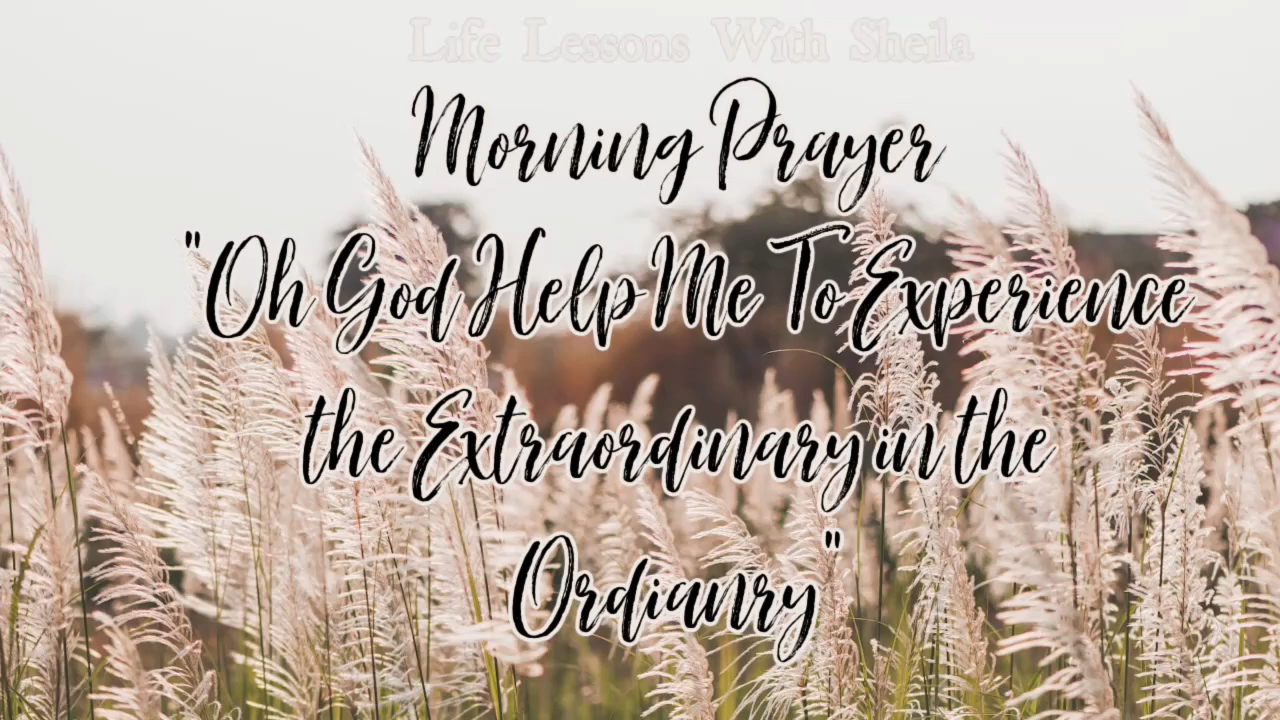 Life Lessons With Sheila
Morning Prayer
"Oh God Help Me To Experience
the Extraordinary in the
Ordianry"